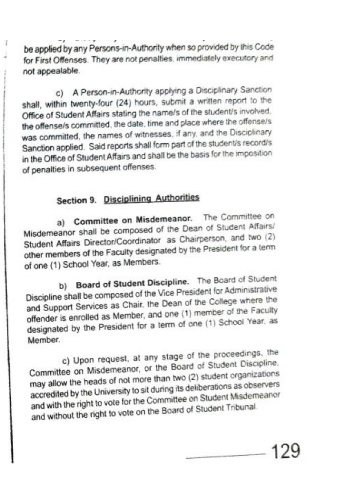 be applied by any Persons-in-Authority when so provided by this Code
for First Offenses. They are not penalties, immediately executory and
not appealable.
c) A Person-in-Authority applying a Disciplinary Sanction
shall, within twenty-four (24) hours, submit a written report to the
Office of Student Affairs stating the name/s of the student/s involved,
the offense/s committed, the date, time and place where the offense/s
was committed, the names of witnesses, if any, and the Disciplinary
Sanction applied. Said reports shall form part of the student/s record/s
in the Office of Student Affairs and shall be the basis for the imposition
of penalties in subsequent offenses.
Section 9. Disciplining Authorities
a) Committee on Misdemeanor. The Committee on
Misdemeanor shall be composed of the Dean of Student Affairs/
Student Affairs Director/Coordinator as Chairperson, and two (2)
other members of the Faculty designated by the President for a term
of one (1) School Year, as Members.
b) Board of Student Discipline. The Board of Student
Discipline shall be composed of the Vice President for Administrative
and Support Services as Chair, the Dean of the College where the
offender is enrolled as Member, and one (1) member of the Faculty
designated by the President for a term of one (1) School Year, as
Member.
c) Upon request, at any stage of the proceedings, the
Committee on Misdemeanor, or the Board of Student Discipline,
may allow the heads of not more than two (2) student organizations
accredited by the University to sit during its deliberations as observers
and with the right to vote for the Committee on Student Misdemeanor
and without the right to vote on the Board of Student Tribunal.
129